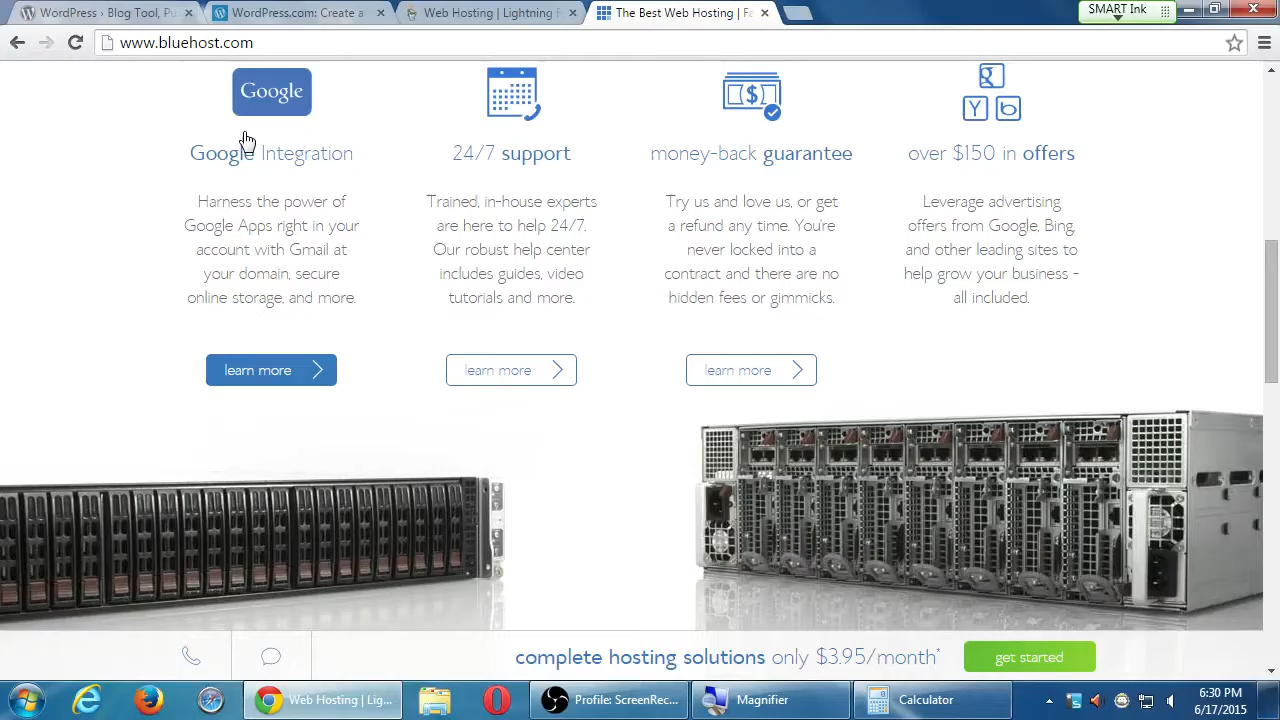 WordPress › Blog Tool, Pu
WordPress.com: Create a
Web Hosting | Lightning F
The Best Web Hosting | Fa
SMART Ink
www.bluehost.com
Google
$
g
Y b
Google Integration
24/7 support
money-back guarantee
over $150 in offers
Harness the power of
Google Apps right in your
account with Gmail at
your domain, secure
online storage, and more.
Trained, in-house experts
are here to help 24/7.
Our robust help center
includes guides, video
tutorials and more.
Try us and love us, or get
a refund any time. You're
never locked into a
contract and there are no
hidden fees or gimmicks.
Leverage advertising
offers from Google, Bing,
and other leading sites to
help grow your business -
all included.
learn more
learn more
learn more
complete hosting solutions only $3.95/month*
get started
Web Hosting | Lig...
Profile: ScreenRec...
Magnifier
Calculator
6:30 PM
6/17/2015